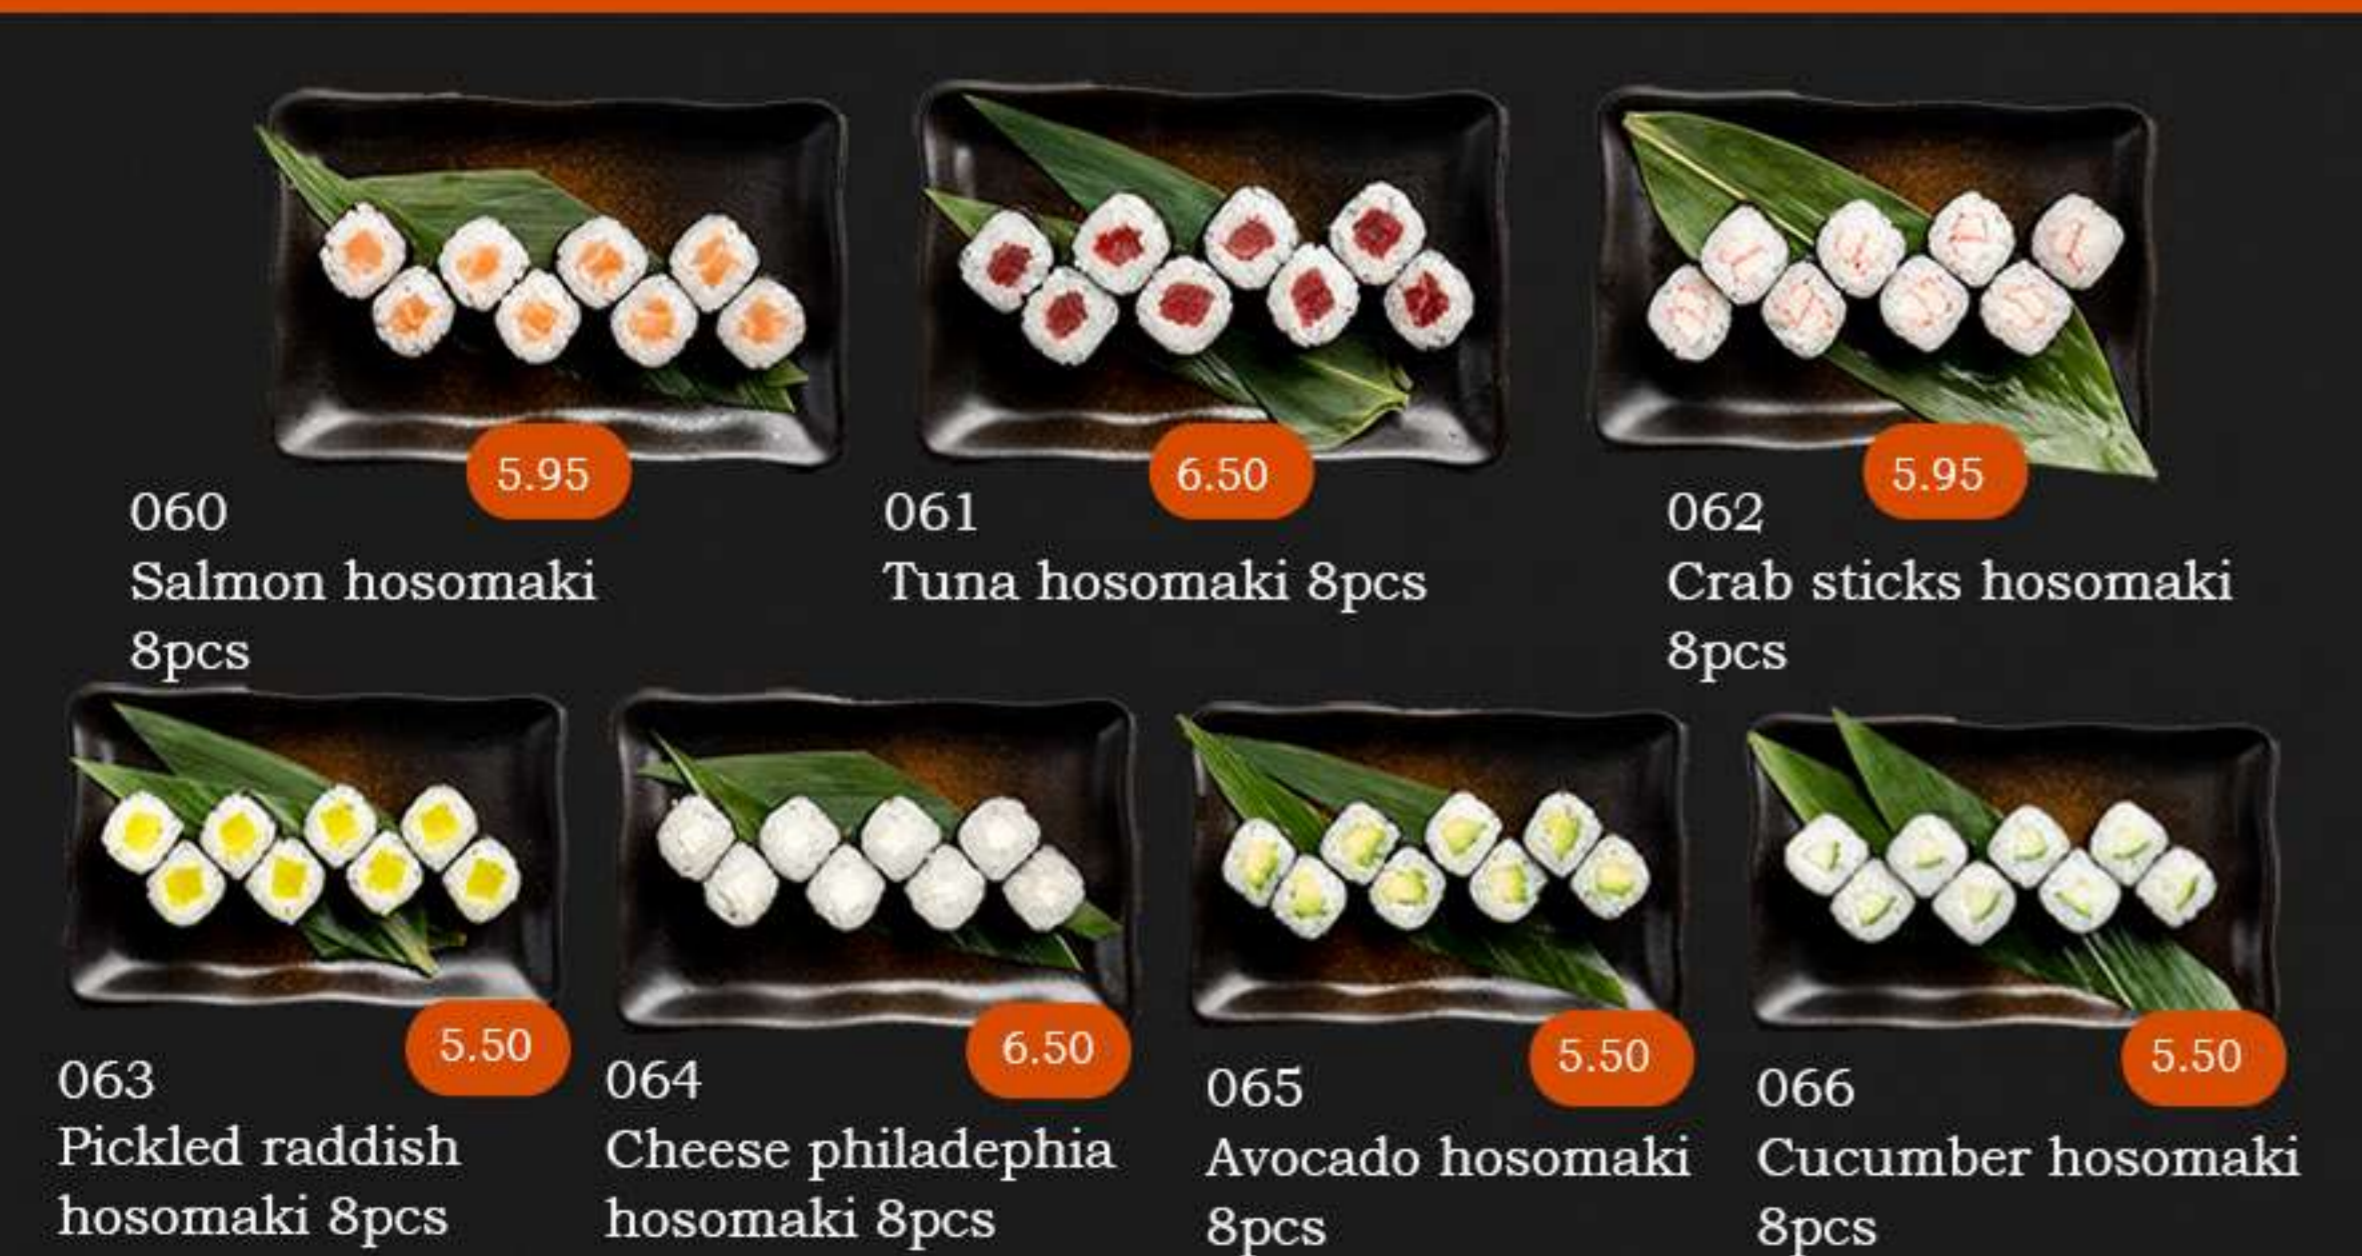 5.95
060
Salmon hosomaki
8pcs
6.50
061
Tuna hosomaki 8pcs
5.95
062
Crab sticks hosomaki
8pcs
5.50
063
Pickled raddish
hosomaki 8pcs
6.50
064
Cheese philadephia
hosomaki 8pcs
5.50
065
Avocado hosomaki
8pcs
5.50
066
Cucumber hosomaki
8pcs